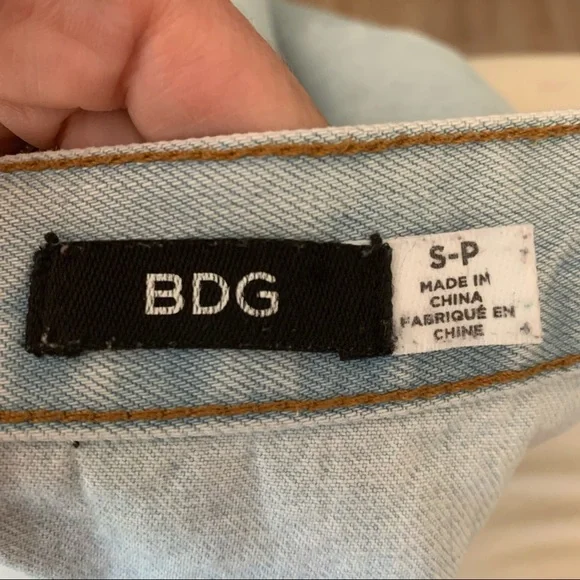 BDG
S-P
MADE IN
CHINA
FABRIQUÉ EN
CHINE